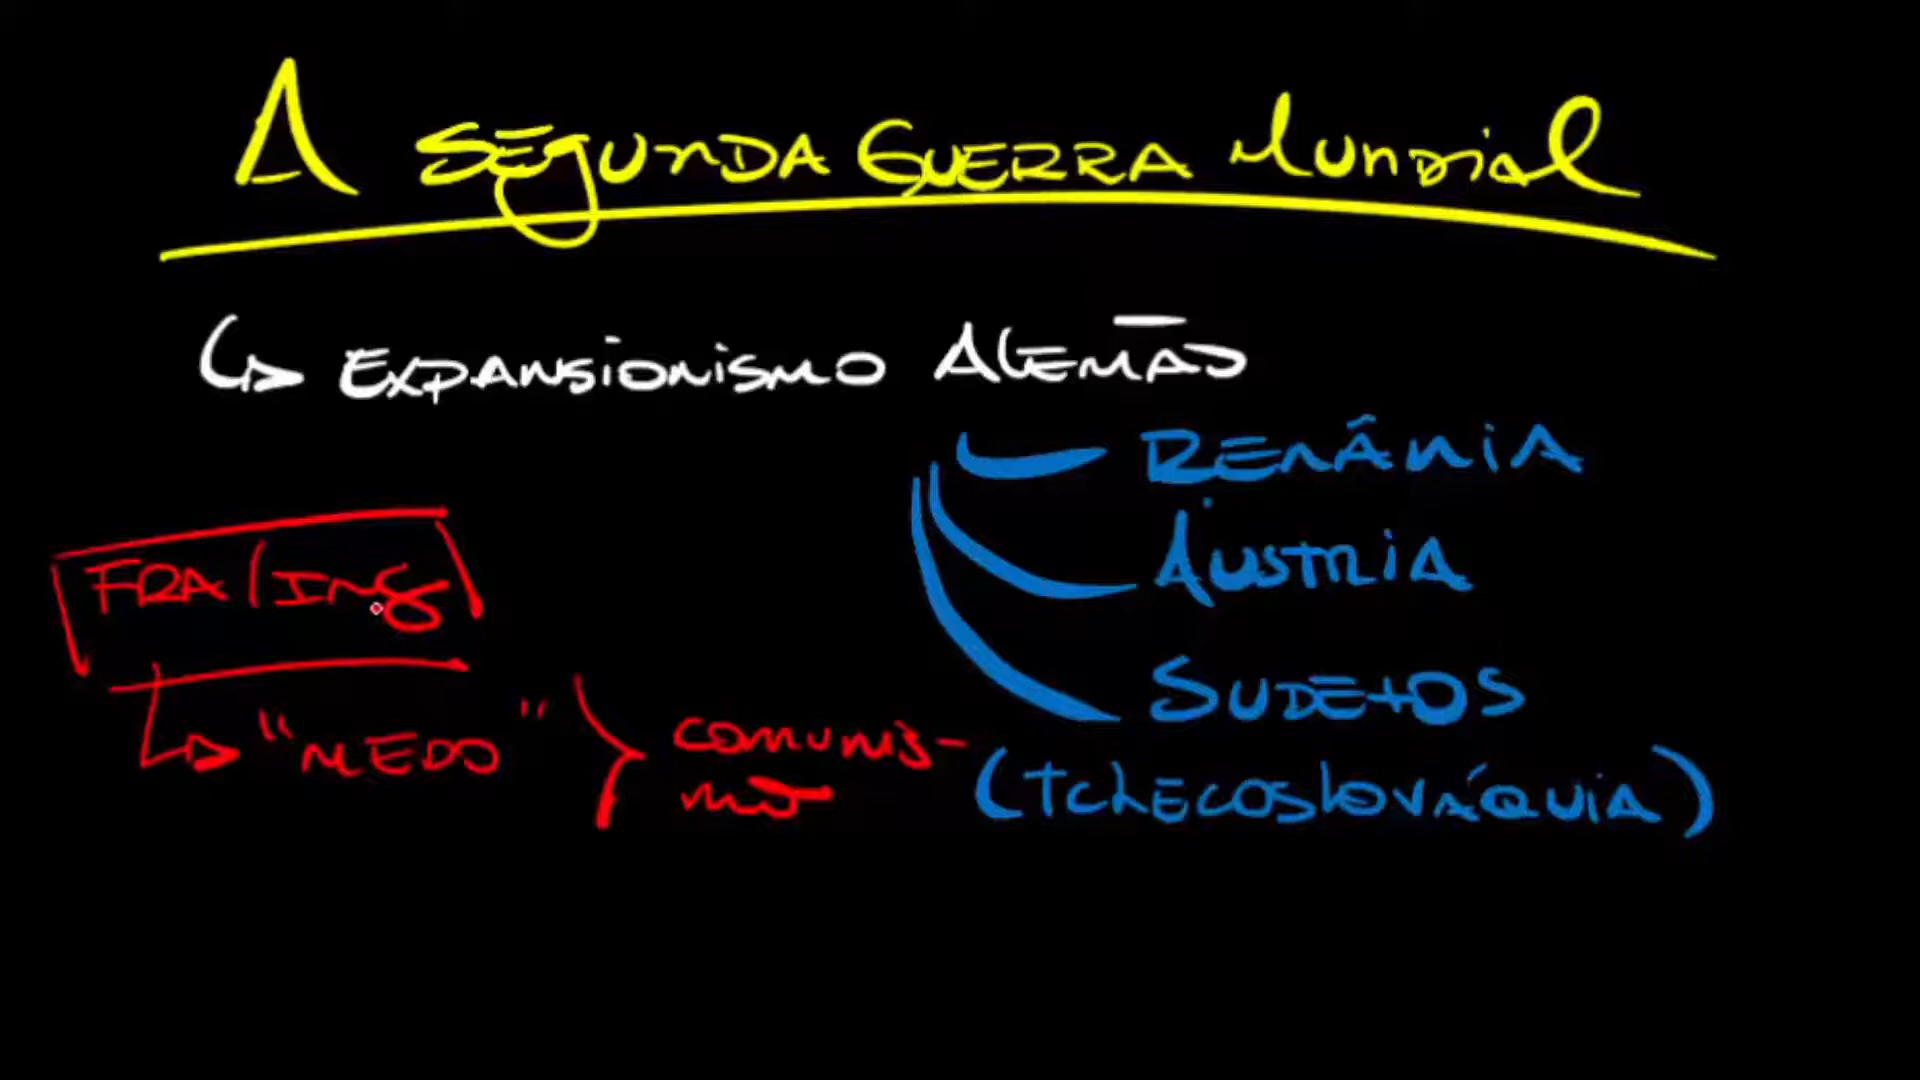 A SEGUNDA GUERRA MUNDIAL
EXPANSIONISMO ALEMÃO
RENÂNIA
ÁUSTRIA
SUDETOS
(TCHECOSLOVÁQUIA)
FRA/ING
"MEDO"
COMUNIS-
MO